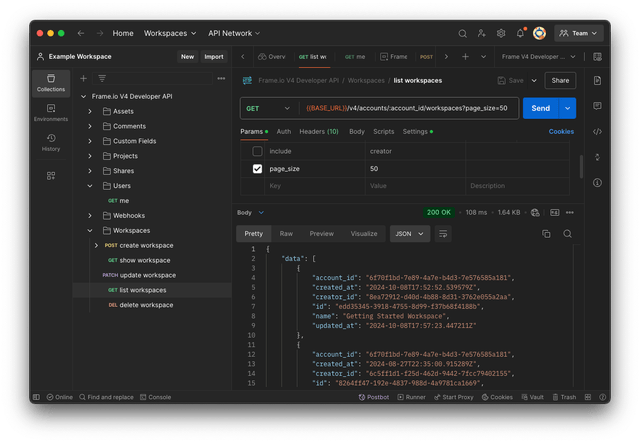 Home Workspaces API Network Team
Example Workspace New Import Overv GET list wo GET me Frame POST Frame.io V4 Developer ...
Collections
Environments
History
Frame.io V4 Developer API
Assets
Comments
Custom Fields
Projects
Shares
Users
GET me
Webhooks
Workspaces
POST create workspace
GET show workspace
PATCH update workspace
GET list workspaces
DEL delete workspace
Frame.io V4 Developer API / Workspaces / list workspaces Save Share
GET {{BASE_URL}}/v4/accounts/:account_id/workspaces?page_size=50 Send
Params Auth Headers (10) Body Scripts Settings Cookies
include creator
page_size 50
Key Value Description
Body 200 OK 108 ms 1.64 KB
Pretty Raw Preview Visualize JSON
1 {
2 "data": [
3 {
4 "account_id": "6f70f1bd-7e89-4a7e-b4d3-7e576585a181",
5 "created_at": "2024-10-08T17:52:52.539579Z",
6 "creator_id": "8ea72912-d40d-4b88-8d31-3762e055a2aa",
7 "id": "edd35345-3918-4755-8d99-f37b68f4188b",
8 "name": "Getting Started Workspace",
9 "updated_at": "2024-10-08T17:57:23.447211Z"
10 },
11 {
12 "account_id": "6f70f1bd-7e89-4a7e-b4d3-7e576585a181",
13 "created_at": "2024-08-27T22:35:00.915289Z",
14 "creator_id": "6c5ff1d1-f25d-462d-9442-7fcc79402155",
15 "id": "8264ff47-192e-4837-988d-4a9781ca1669",
Online Find and replace Console Postbot Runner Start Proxy Cookies Vault Trash